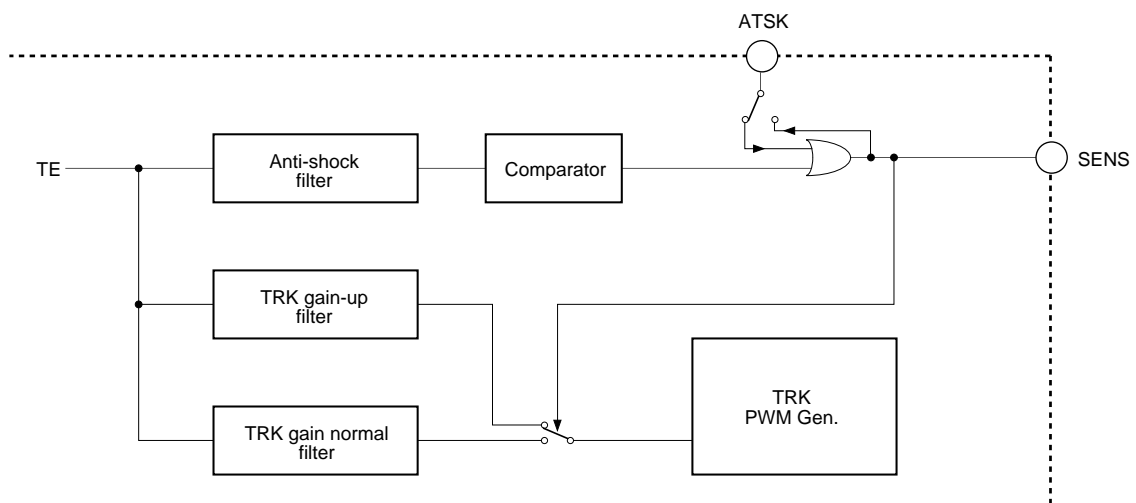 ATSK
TE
Anti-shock
filter
Comparator
SENS
TRK gain-up
filter
TRK
PWM Gen.
TRK gain normal
filter